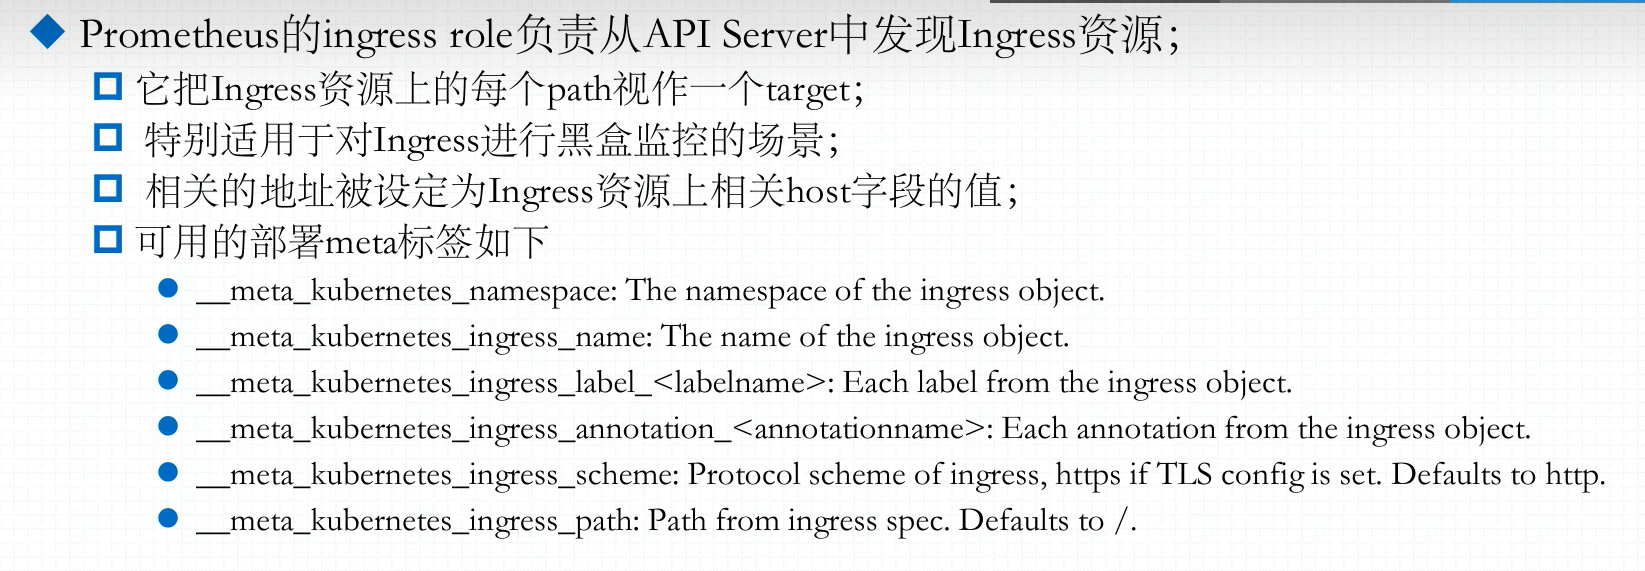 Prometheus的ingress role负责从API Server中发现Ingress资源；
它把Ingress资源上的每个path视作一个target；
特别适用于对Ingress进行黑盒监控的场景；
相关的地址被设定为Ingress资源上相关host字段的值；
可用的部署meta标签如下
__meta_kubernetes_namespace: The namespace of the ingress object.
__meta_kubernetes_ingress_name: The name of the ingress object.
__meta_kubernetes_ingress_label_<labelname>: Each label from the ingress object.
__meta_kubernetes_ingress_annotation_<annotationname>: Each annotation from the ingress object.
__meta_kubernetes_ingress_scheme: Protocol scheme of ingress, https if TLS config is set. Defaults to http.
__meta_kubernetes_ingress_path: Path from ingress spec. Defaults to /.